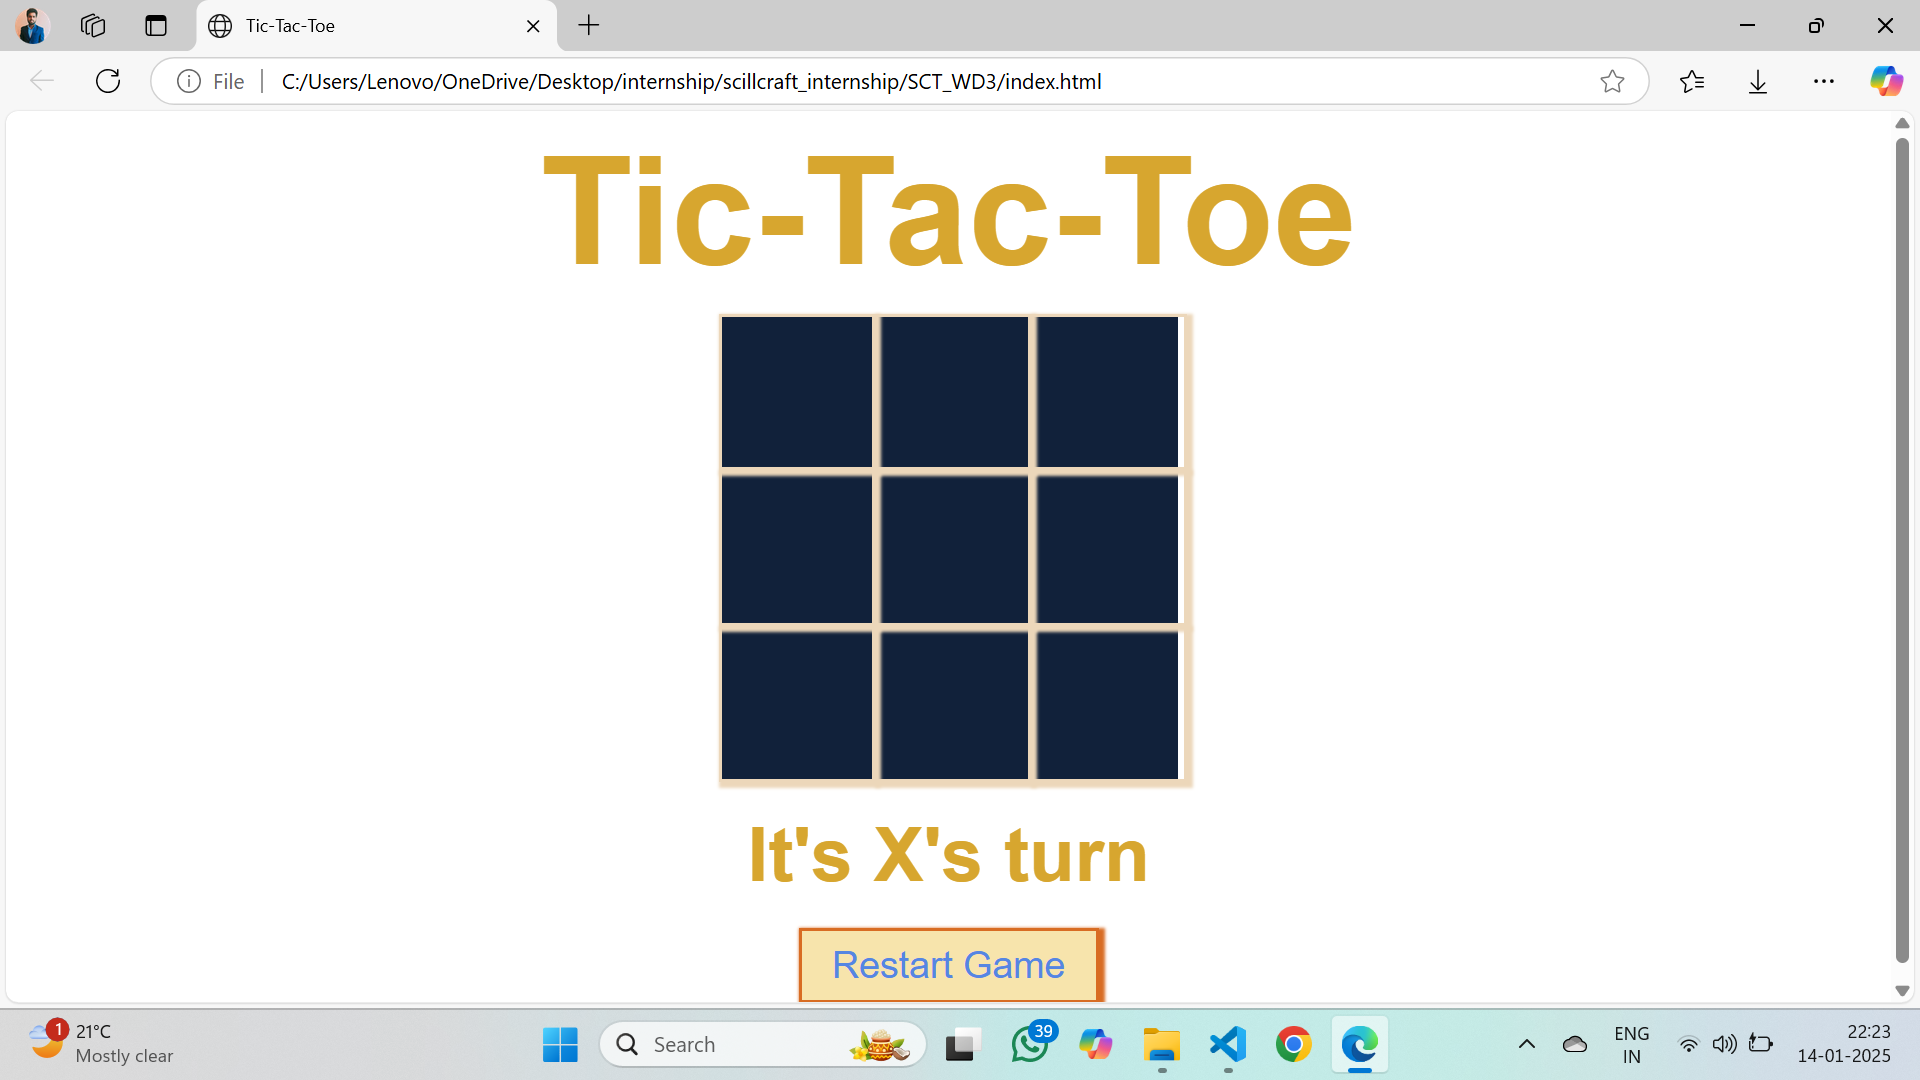 Tic-Tac-Toe
File
C:/Users/Lenovo/OneDrive/Desktop/internship/scillcraft_internship/SCT_WD3/index.html
Tic-Tac-Toe
It's X's turn
Restart Game
1
21°C
Mostly clear
Search
39
ENG
IN
22:23
14-01-2025